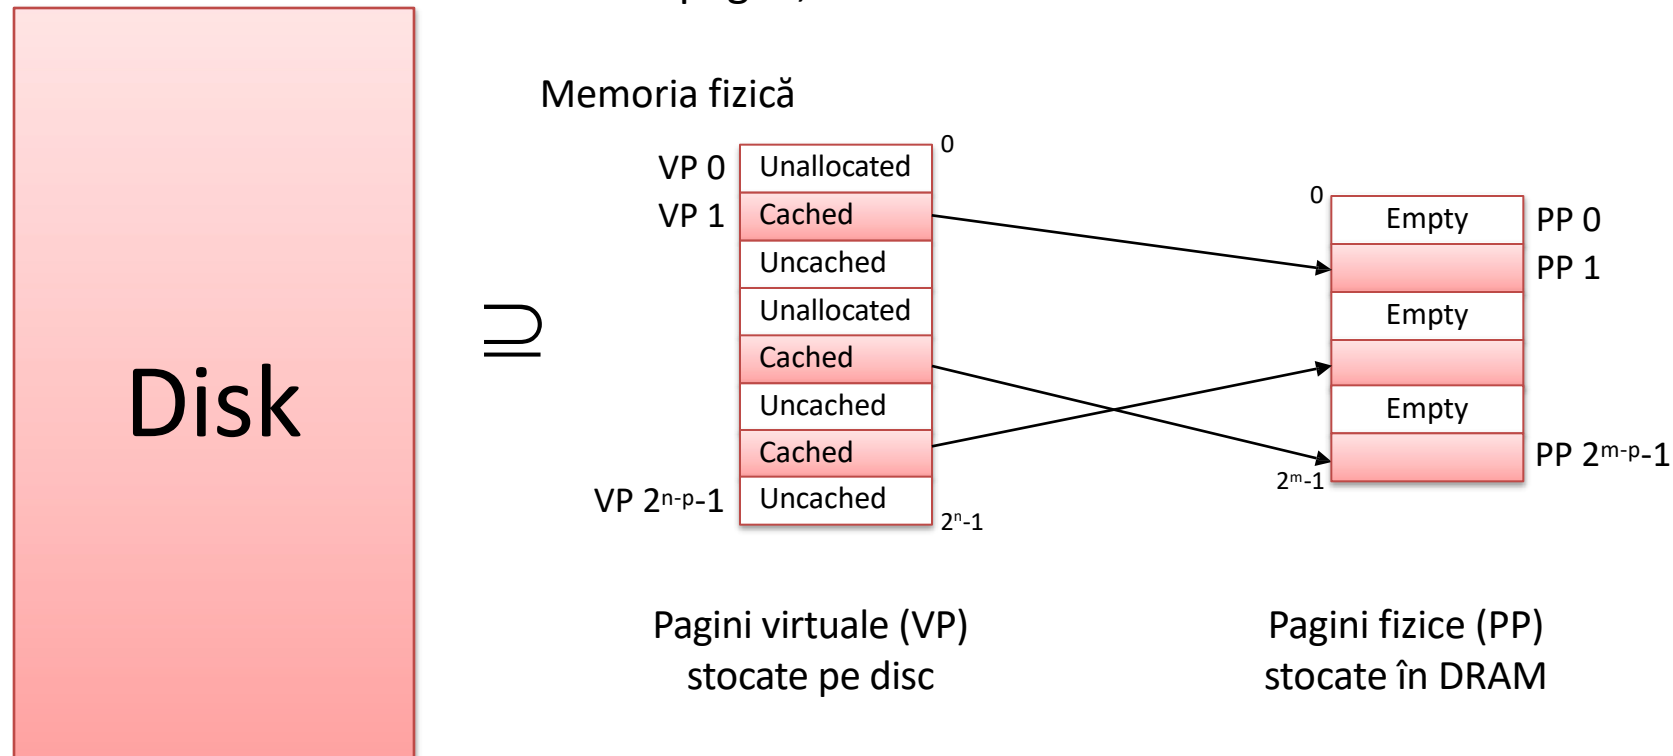 Memoria fizică
Disk
⊇
0
VP 0 Unallocated
VP 1 Cached
Uncached
Unallocated
Cached
Uncached
Cached
VP 2ⁿ⁻ᵖ-1 Uncached
2ⁿ-1
0
Empty PP 0
PP 1
Empty
Empty
PP 2ᵐ⁻ᵖ-1
2ᵐ-1
Pagini virtuale (VP)
stocate pe disc
Pagini fizice (PP)
stocate în DRAM